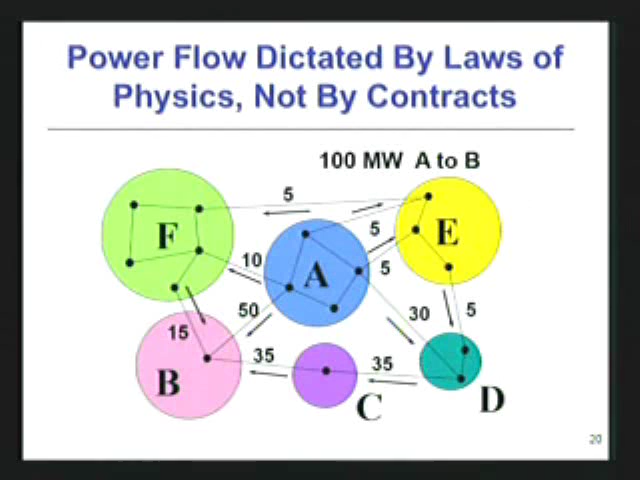 Power Flow Dictated By Laws of
Physics, Not By Contracts
100 MW A to B
5
F
5
E
10
A
5
50
30
5
15
35
35
B
C
D
20